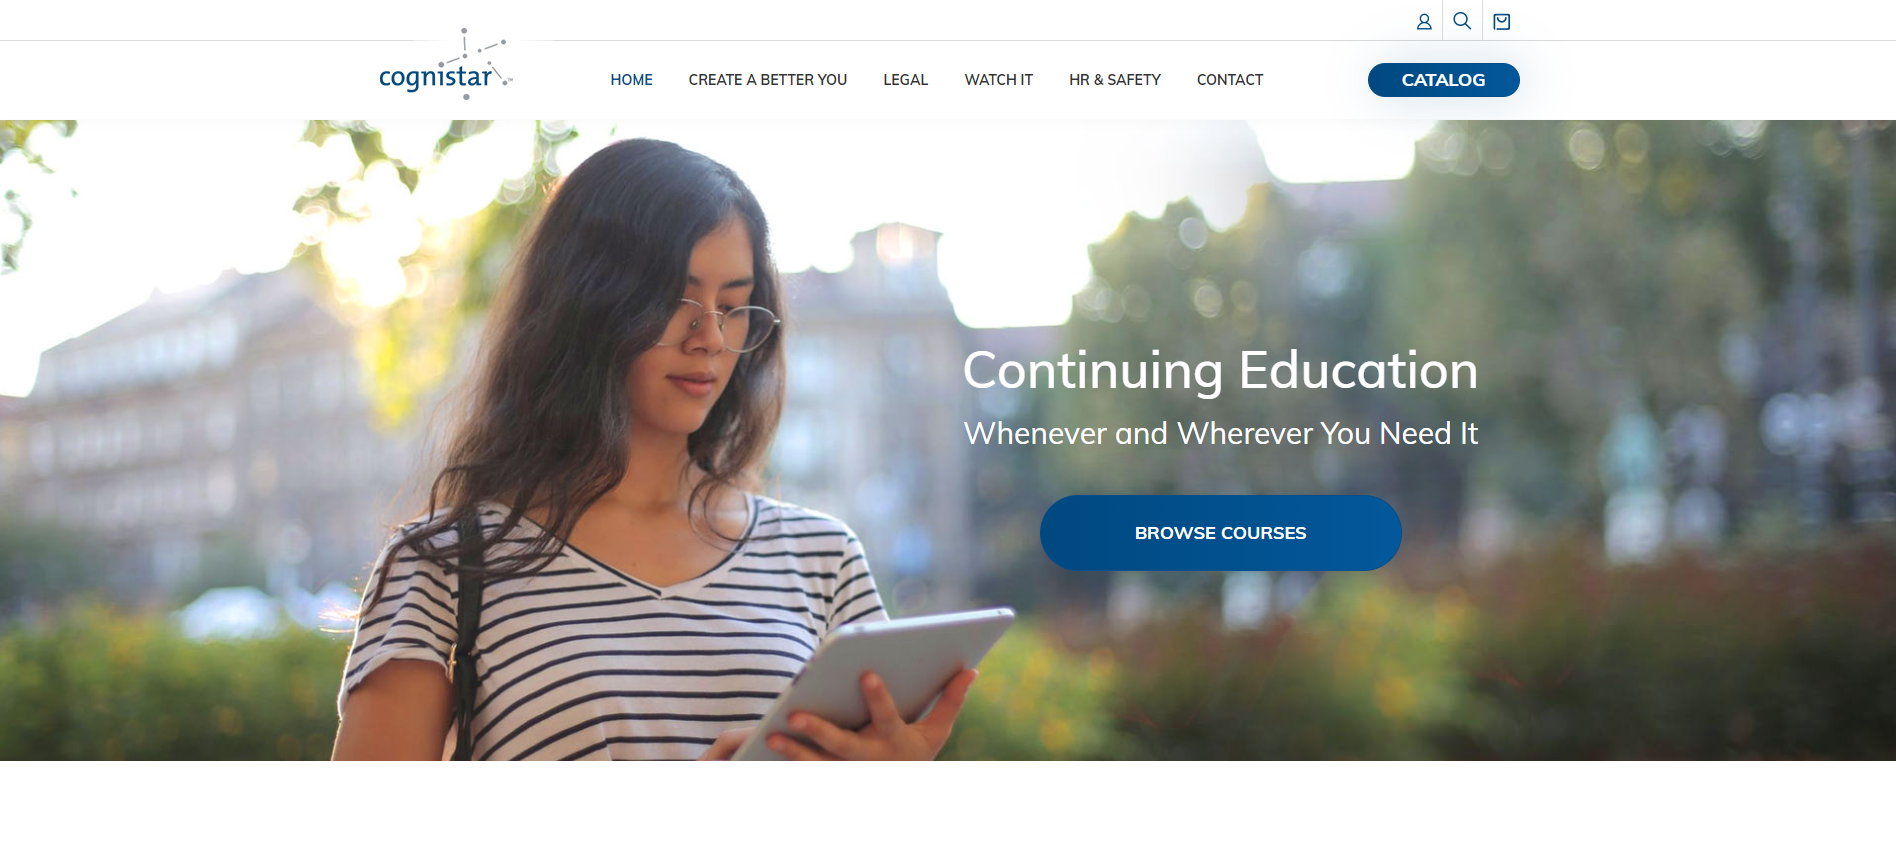 cognistar
HOME CREATE A BETTER YOU LEGAL WATCH IT HR & SAFETY CONTACT CATALOG
Continuing Education
Whenever and Wherever You Need It
BROWSE COURSES